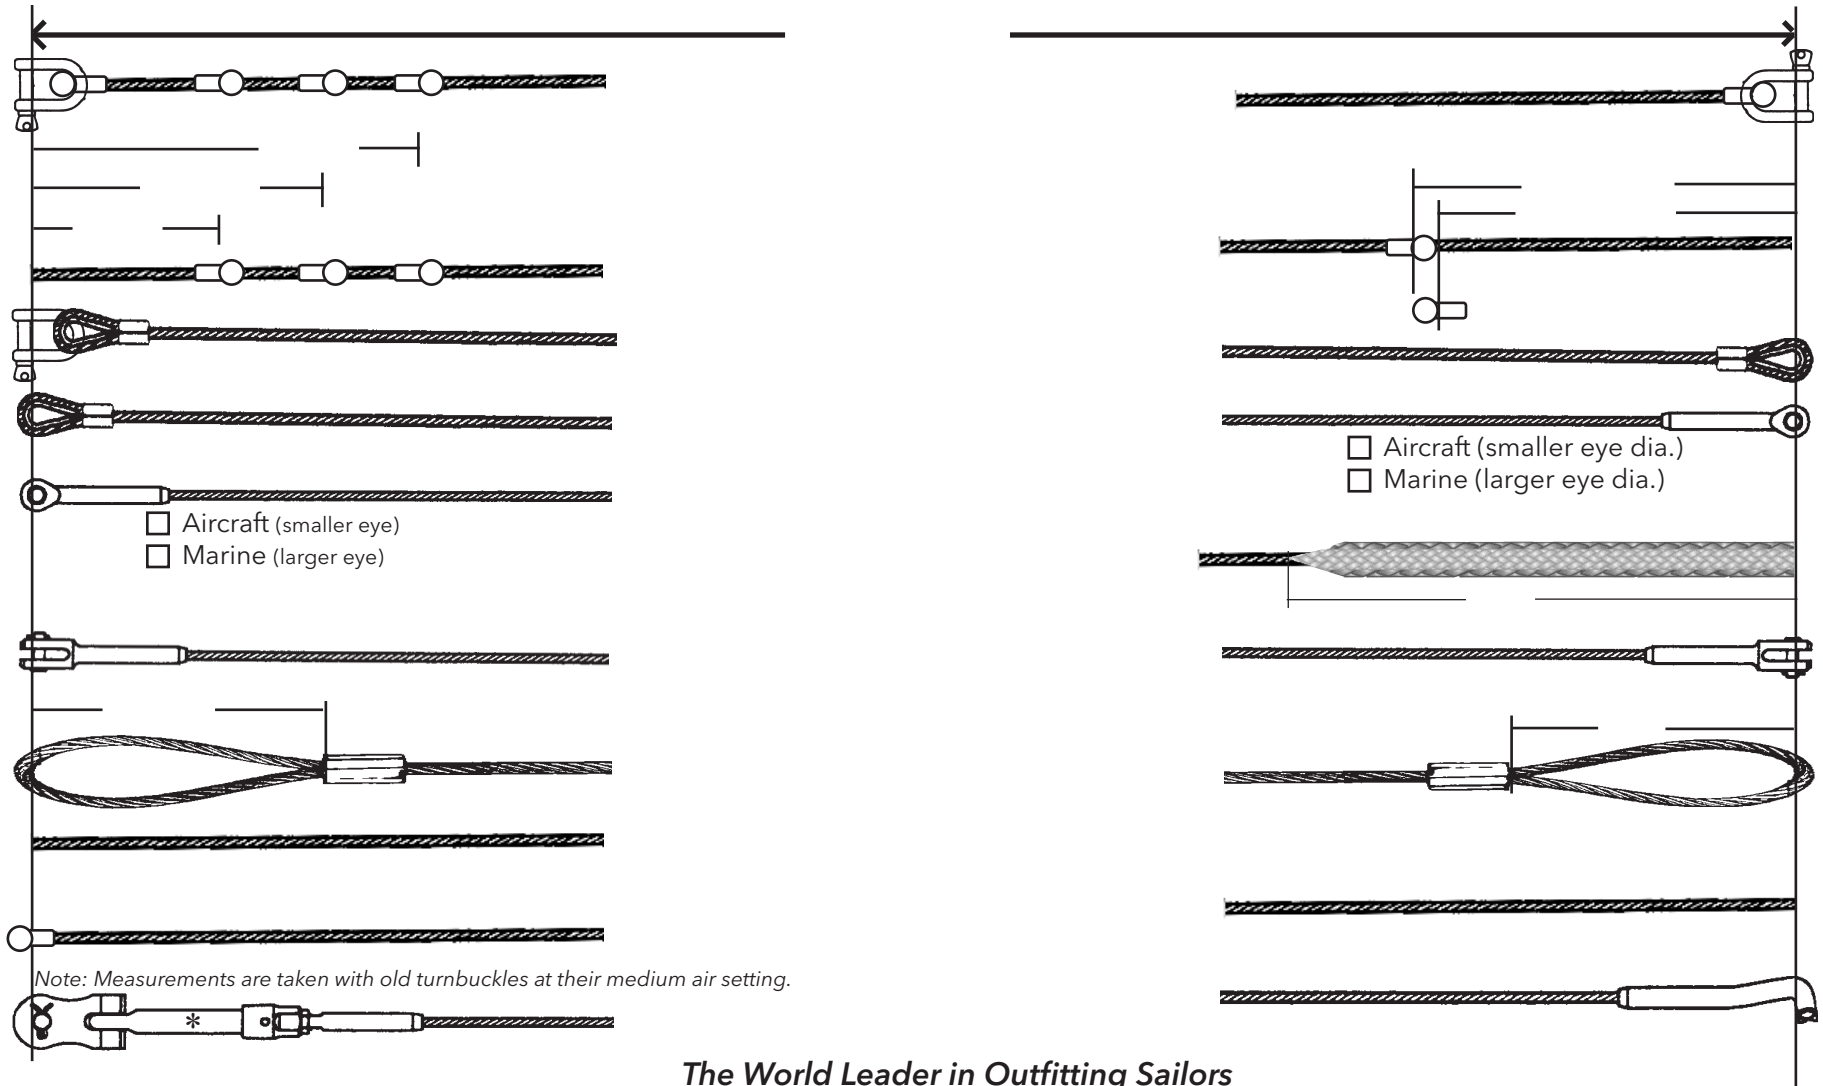 Aircraft (smaller eye dia.)
Marine (larger eye dia.)
Aircraft (smaller eye)
Marine (larger eye)
Note: Measurements are taken with old turnbuckles at their medium air setting.
*
The World Leader in Outfitting Sailors